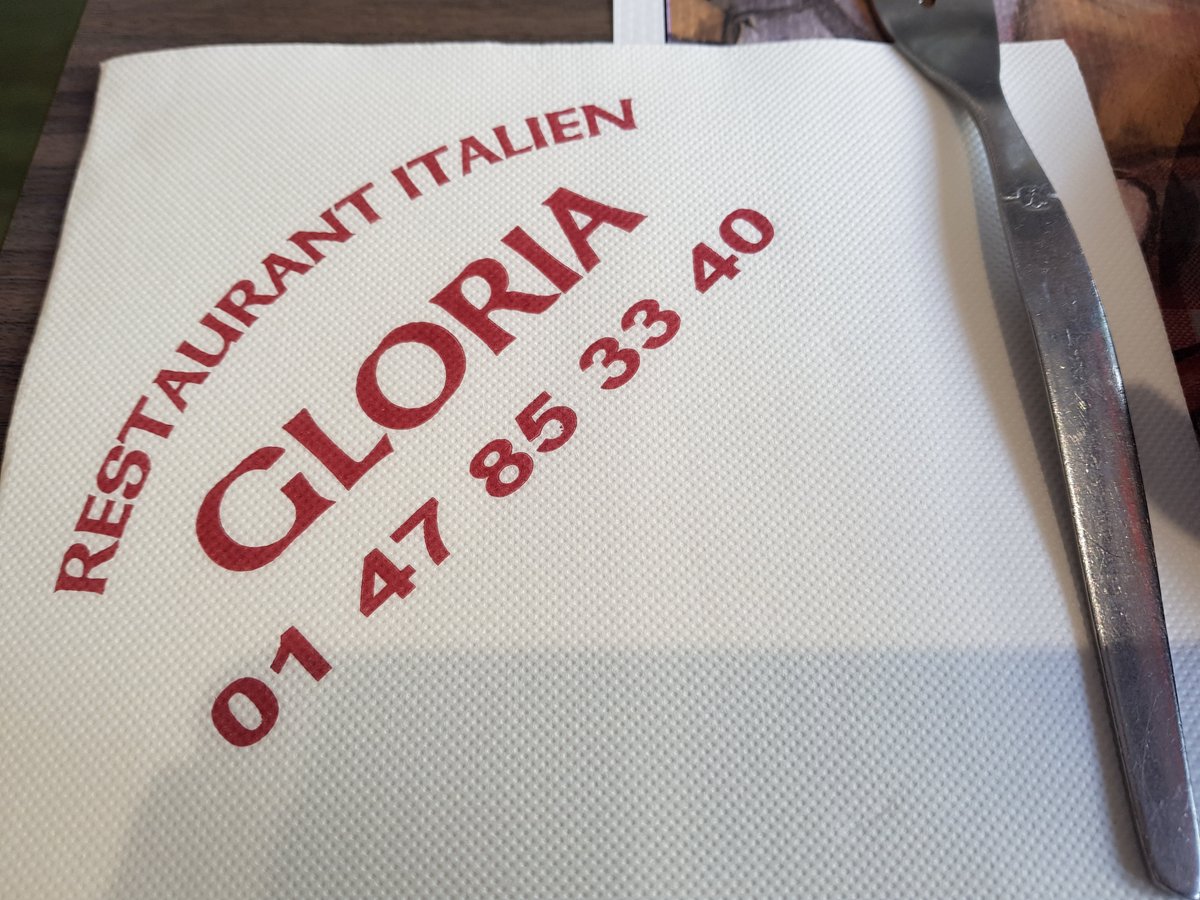 RESTAURANT ITALIEN
GLORIA
01 47 85 33 40